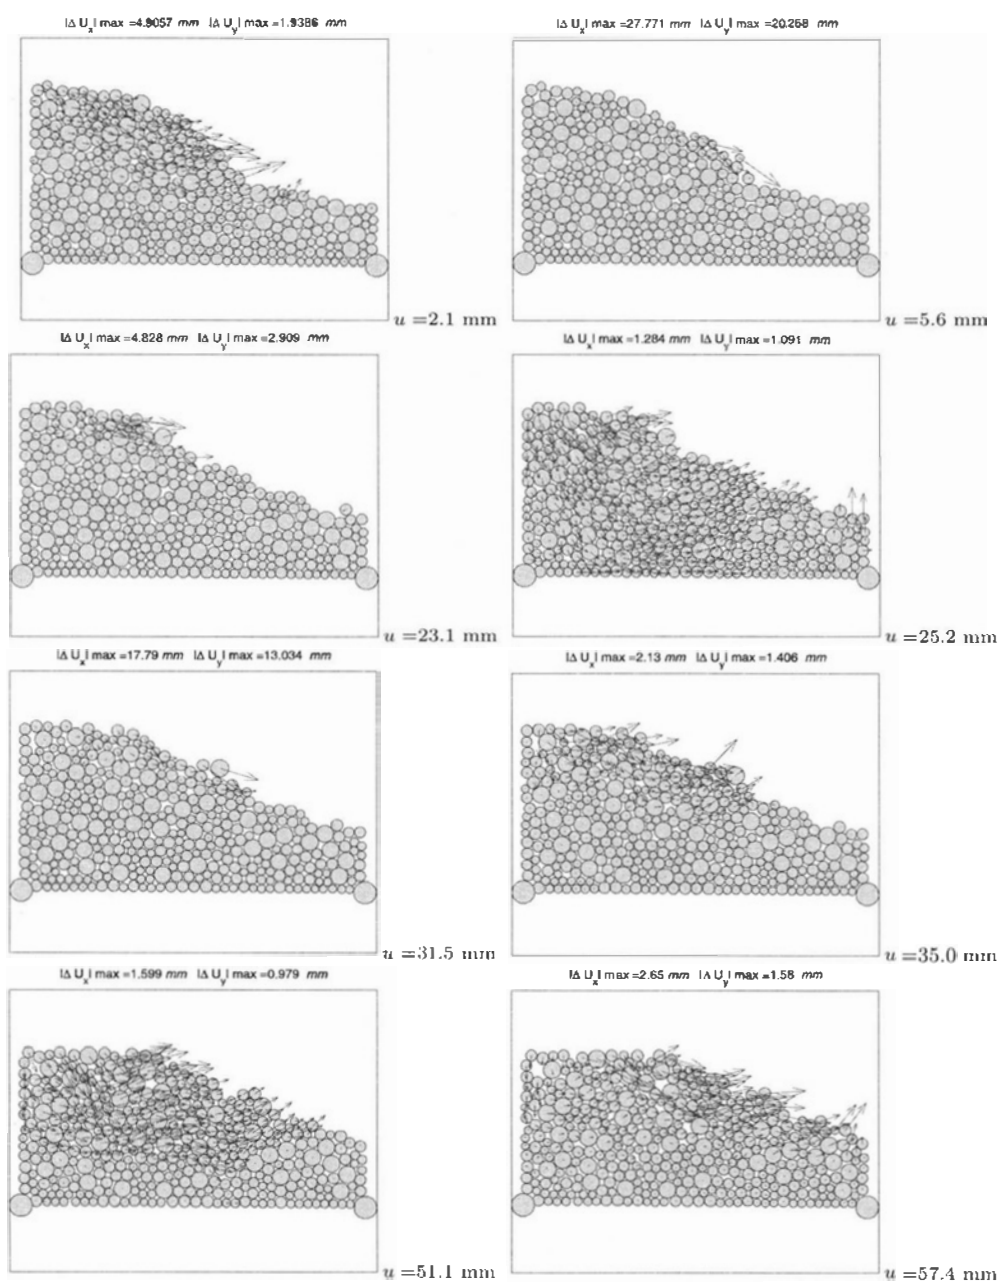 |Δ U_x| max =4.9057 mm |Δ U_y| max =1.9386 mm
|Δ U_x| max =27.771 mm |Δ U_y| max =20.268 mm
u =2.1 mm
u =5.6 mm
|Δ U_x| max =4.828 mm |Δ U_y| max =2.909 mm
|Δ U_x| max =1.284 mm |Δ U_y| max =1.091 mm
u =23.1 mm
u =25.2 mm
|Δ U_x| max =17.79 mm |Δ U_y| max =13.034 mm
|Δ U_x| max =2.13 mm |Δ U_y| max =1.406 mm
u =31.5 mm
u =35.0 mm
|Δ U_x| max =1.599 mm |Δ U_y| max =0.979 mm
|Δ U_x| max =2.65 mm |Δ U_y| max =1.58 mm
u =51.1 mm
u =57.4 mm